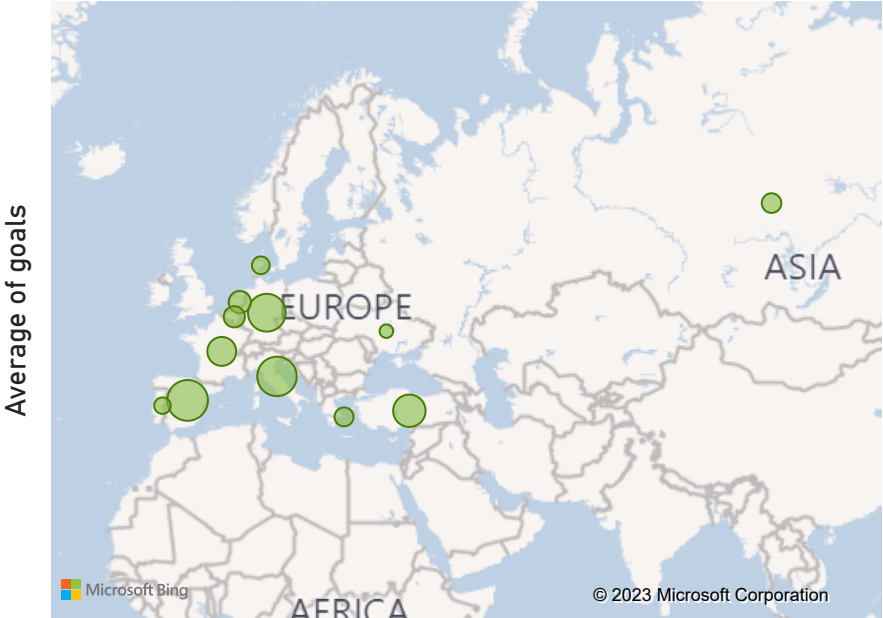 Average of goals
EUROPE
ASIA
AFRICA
Microsoft Bing
© 2023 Microsoft Corporation